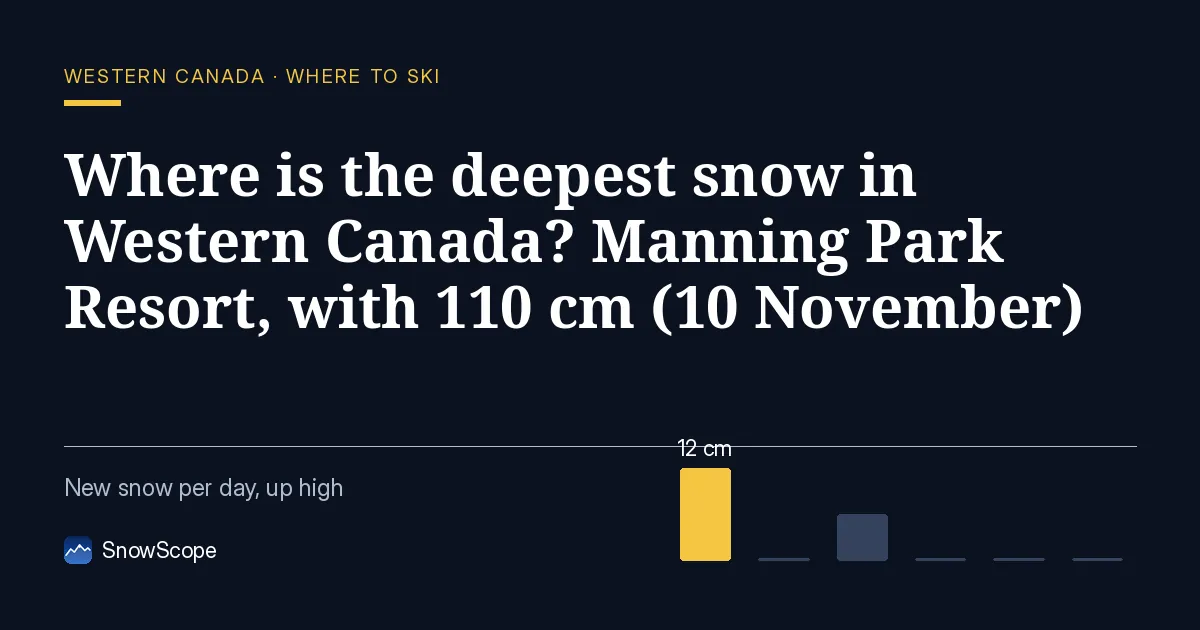 WESTERN CANADA · WHERE TO SKI
Where is the deepest snow in
Western Canada? Manning Park
Resort, with 110 cm (10 November)
12 cm
New snow per day, up high
SnowScope